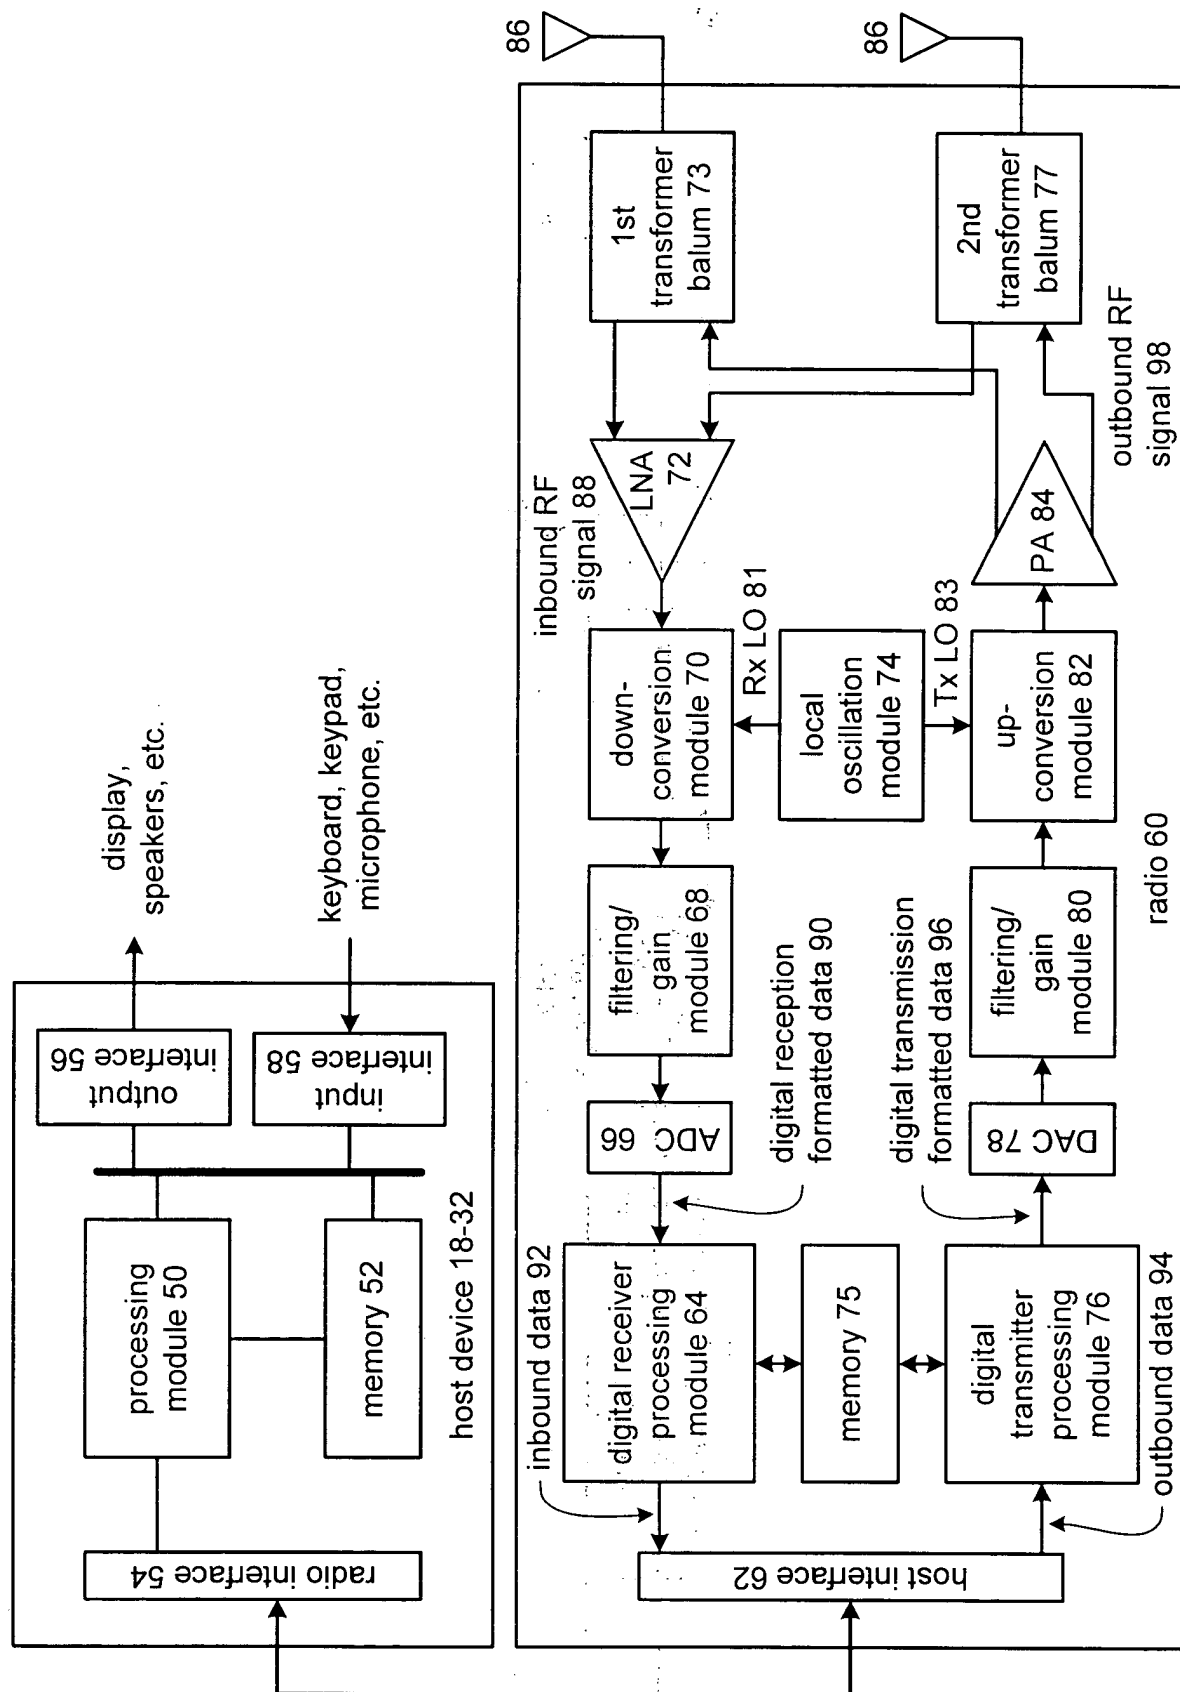 display,
speakers, etc.
keyboard, keypad,
microphone, etc.
output
interface 56
input
interface 58
processing
module 50
memory 52
radio interface 54
host device 18-32
86
86
1st
transformer
balum 73
2nd
transformer
balum 77
inbound RF
signal 88
LNA
72
outbound RF
signal 98
PA 84
down-
conversion
module 70
Rx LO 81
local
oscillation
module 74
Tx LO 83
up-
conversion
module 82
filtering/
gain
module 68
filtering/
gain
module 80
radio 60
ADC 66
digital reception
formatted data 90
digital transmission
formatted data 96
DAC 78
inbound data 92
digital receiver
processing
module 64
memory 75
digital
transmitter
processing
module 76
outbound data 94
host interface 62